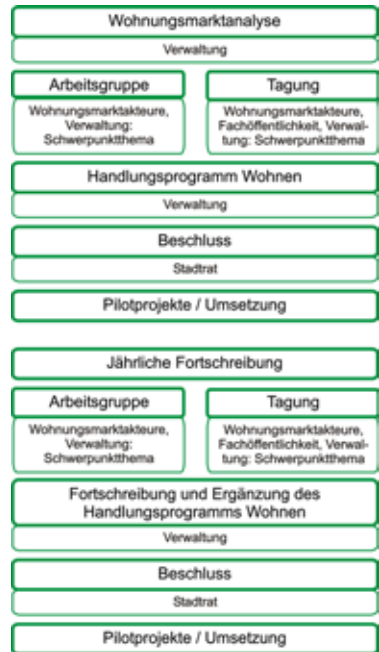 Wohnungsmarktanalyse
Verwaltung
Arbeitsgruppe
Wohnungsmarktakteure,
Verwaltung:
Schwerpunktthema
Tagung
Wohnungsmarktakteure,
Fachöffentlichkeit, Verwal-
tung: Schwerpunktthema
Handlungsprogramm Wohnen
Verwaltung
Beschluss
Stadtrat
Pilotprojekte / Umsetzung
Jährliche Fortschreibung
Arbeitsgruppe
Wohnungsmarktakteure,
Verwaltung:
Schwerpunktthema
Tagung
Wohnungsmarktakteure,
Fachöffentlichkeit, Verwal-
tung: Schwerpunktthema
Fortschreibung und Ergänzung des
Handlungsprogramms Wohnen
Verwaltung
Beschluss
Stadtrat
Pilotprojekte / Umsetzung